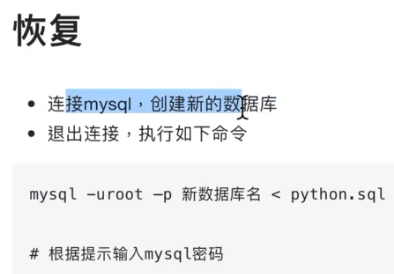 恢复
连接mysql，创建新的数据库
退出连接，执行如下命令
mysql -uroot -p 新数据库名 < python.sql
# 根据提示输入mysql密码